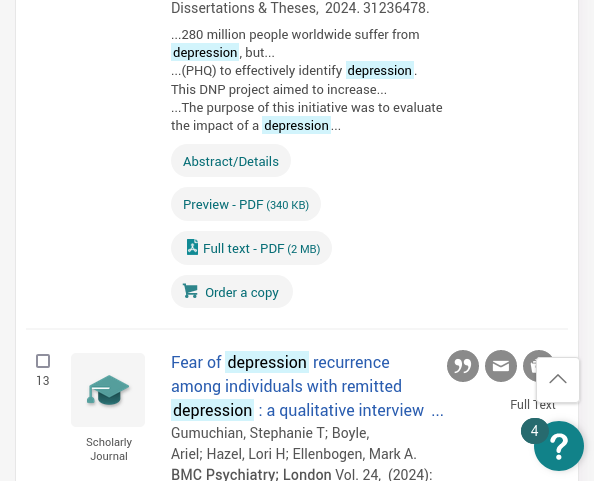 Dissertations & Theses, 2024. 31236478.
...280 million people worldwide suffer from
depression, but...
...(PHQ) to effectively identify depression.
This DNP project aimed to increase...
...The purpose of this initiative was to evaluate
the impact of a depression...
Abstract/Details
Preview - PDF (340 KB)
Full text - PDF (2 MB)
Order a copy
13
Scholarly
Journal
Fear of depression recurrence
among individuals with remitted
depression : a qualitative interview ...
Gumuchian, Stephanie T; Boyle,
Ariel; Hazel, Lori H; Ellenbogen, Mark A.
BMC Psychiatry; London Vol. 24, (2024):
Full Text
4
?